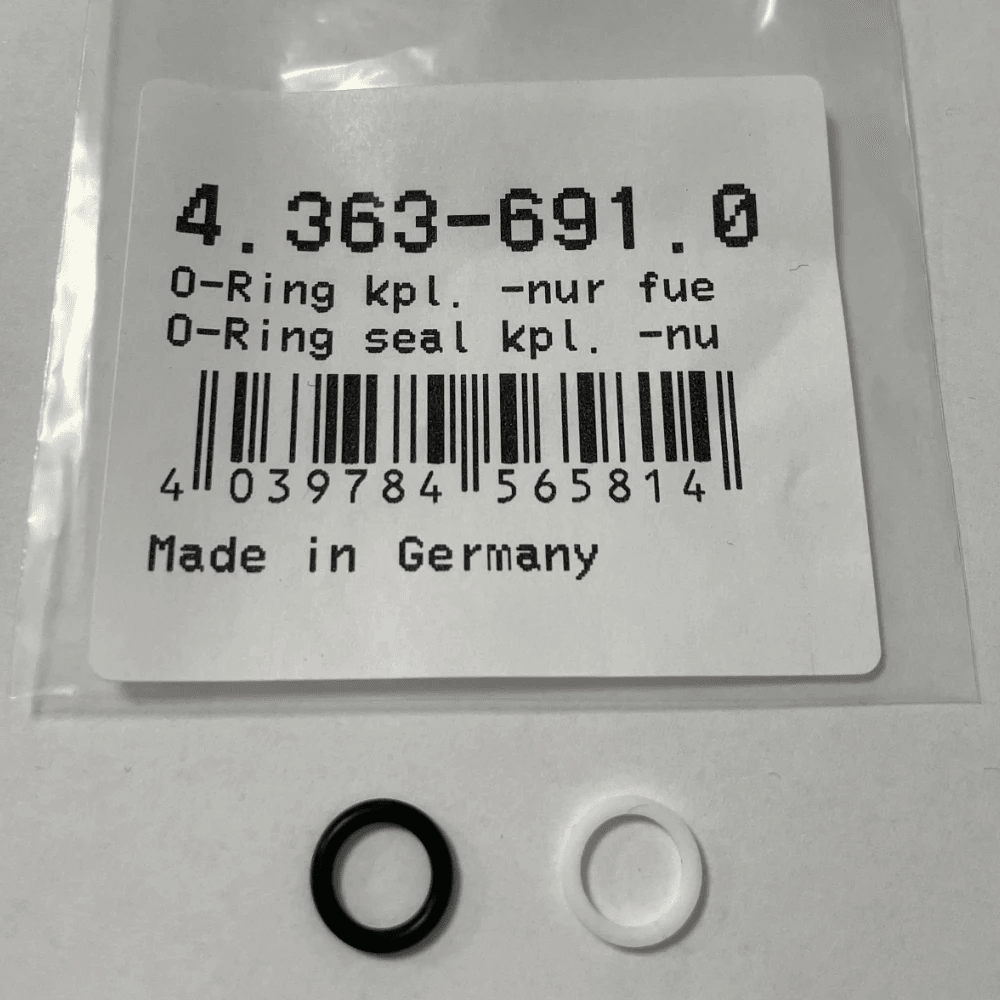 4.363-691.0
O-Ring kpl. -nur fue
O-Ring seal kpl. -nu
4 039784 565814
Made in Germany